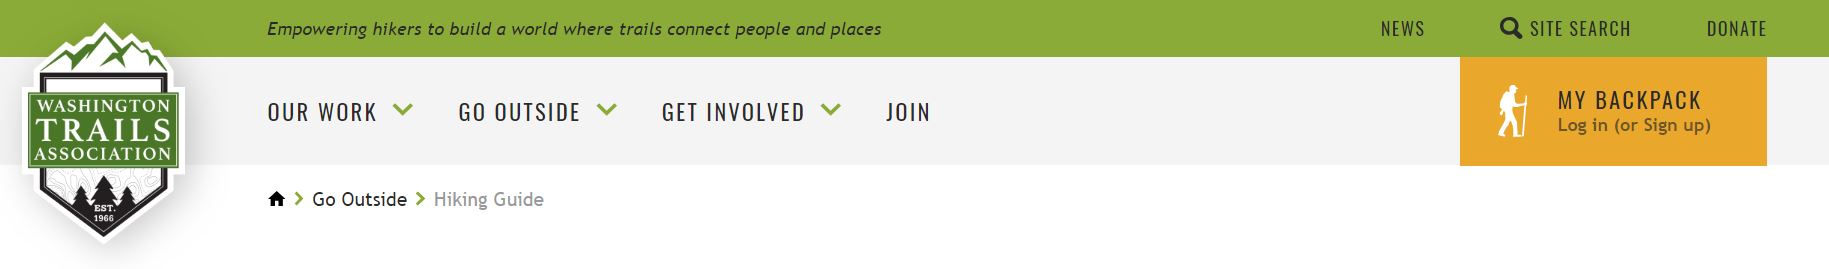 Empowering hikers to build a world where trails connect people and places
NEWS
SITE SEARCH
DONATE
WASHINGTON
TRAILS
ASSOCIATION
EST.
1966
OUR WORK
GO OUTSIDE
GET INVOLVED
JOIN
MY BACKPACK
Log in (or Sign up)
Go Outside
Hiking Guide